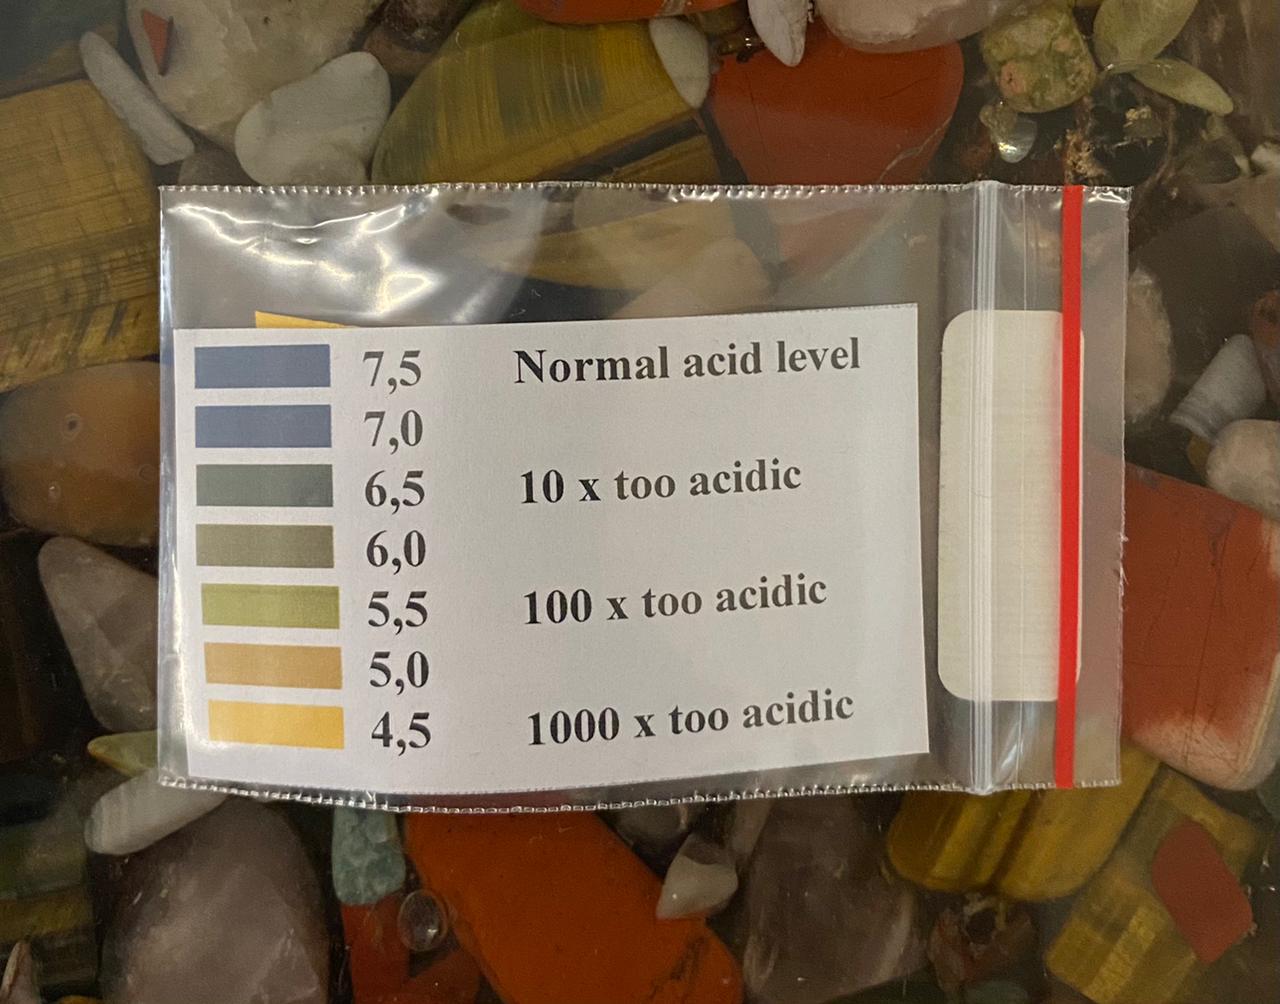 7,5 Normal acid level
7,0
6,5 10 x too acidic
6,0
5,5 100 x too acidic
5,0
4,5 1000 x too acidic